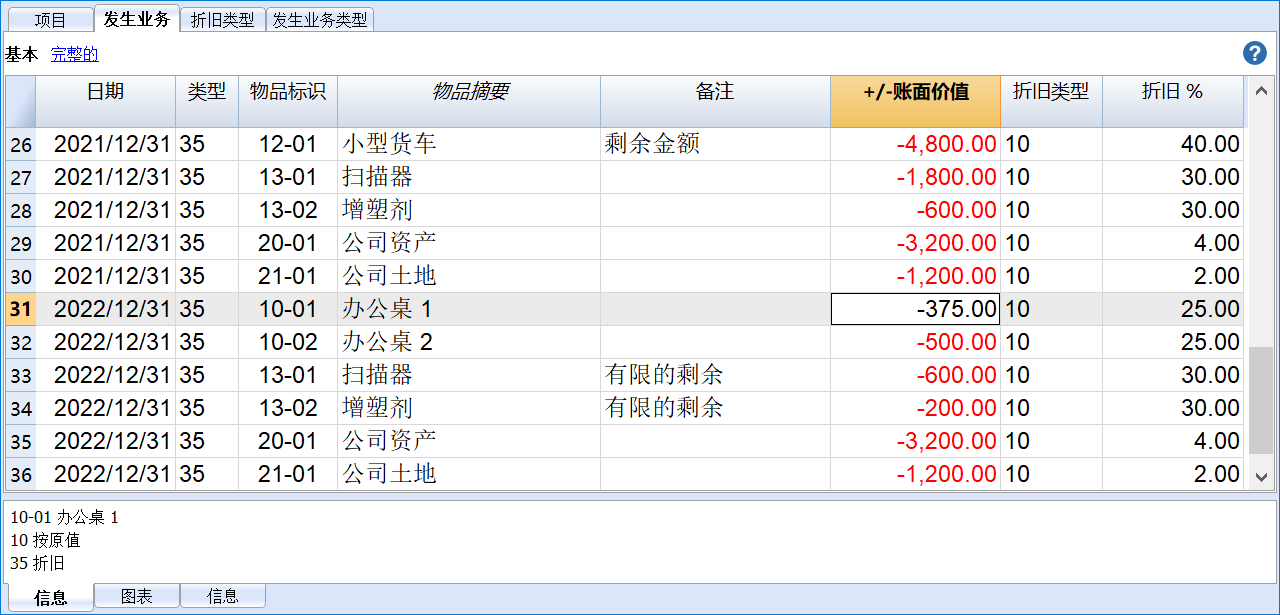 项目 发生业务 折旧类型 发生业务类型
基本 完整的 ?
日期 类型 物品标识 物品摘要 备注 +/-账面价值 折旧类型 折旧 %
26 2021/12/31 35 12-01 小型货车 剩余金额 -4,800.00 10 40.00
27 2021/12/31 35 13-01 扫描器 -1,800.00 10 30.00
28 2021/12/31 35 13-02 增塑剂 -600.00 10 30.00
29 2021/12/31 35 20-01 公司资产 -3,200.00 10 4.00
30 2021/12/31 35 21-01 公司土地 -1,200.00 10 2.00
31 2022/12/31 35 10-01 办公桌 1 -375.00 10 25.00
32 2022/12/31 35 10-02 办公桌 2 -500.00 10 25.00
33 2022/12/31 35 13-01 扫描器 有限的剩余 -600.00 10 30.00
34 2022/12/31 35 13-02 增塑剂 有限的剩余 -200.00 10 30.00
35 2022/12/31 35 20-01 公司资产 -3,200.00 10 4.00
36 2022/12/31 35 21-01 公司土地 -1,200.00 10 2.00
10-01 办公桌 1
10 按原值
35 折旧
信息 图表 信息